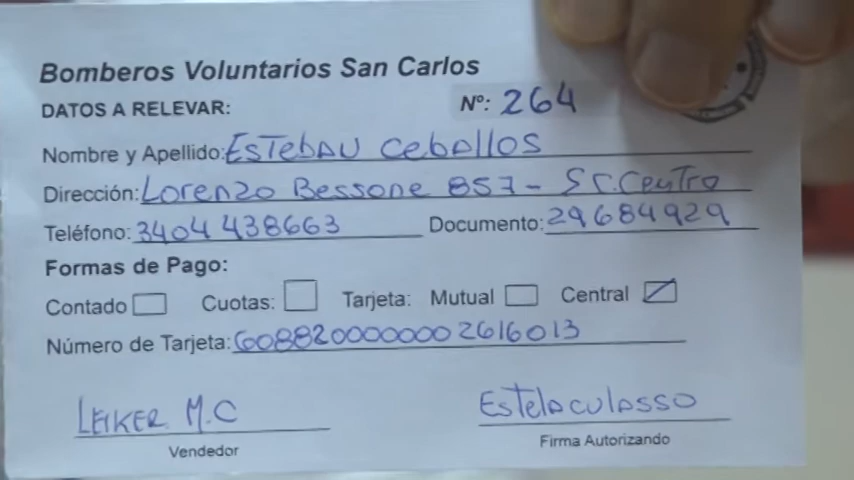 Bomberos Voluntarios San Carlos
DATOS A RELEVAR: Nº: 264
Nombre y Apellido: ESTEBAN CEBALLOS
Dirección: LORENZO BESSONE 857 - S C. CENTRO
Teléfono: 3404 438663 Documento: 29684929
Formas de Pago:
Contado Cuotas: Tarjeta: Mutual Central
Número de Tarjeta: 6088200000002616013
LEIKER M.C ESTELA CULASSO
Vendedor Firma Autorizando